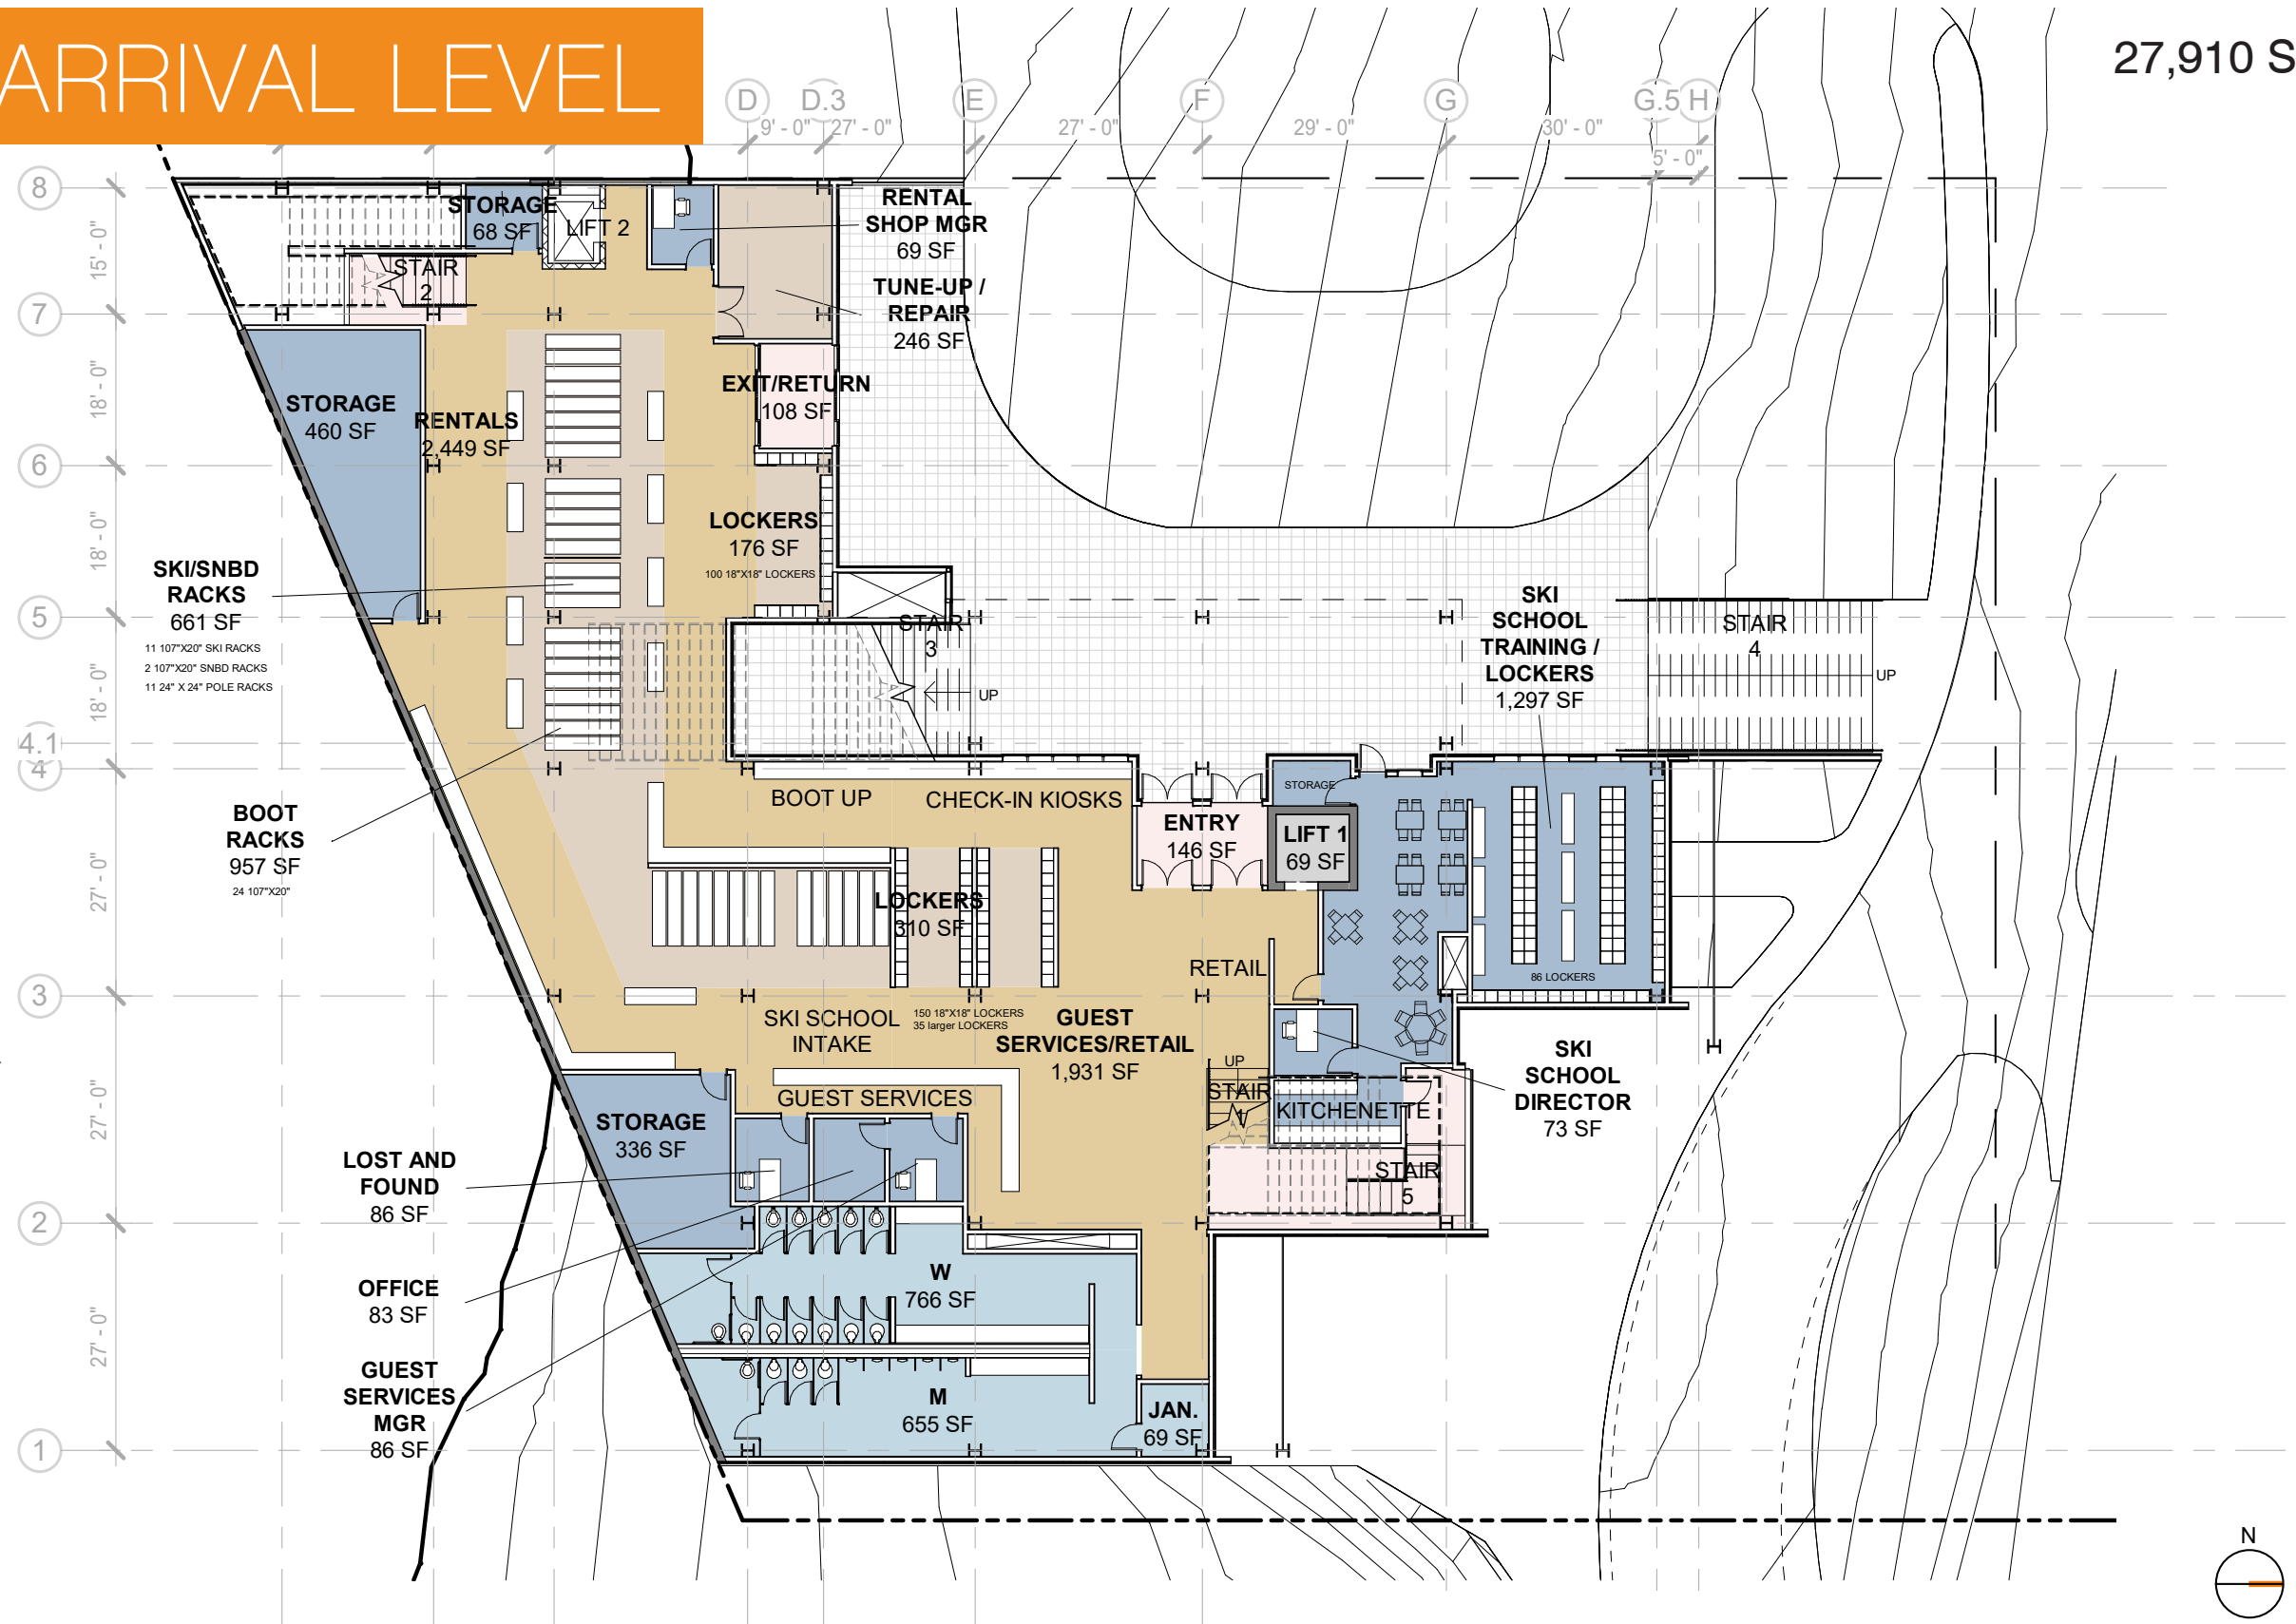 ARRIVAL LEVEL
27,910 S
D
D.3
E
F
G
G.5
H
9' - 0"
27' - 0"
27' - 0"
29' - 0"
30' - 0"
5' - 0"
8
7
6
5
4.1
4
3
2
1
15' - 0"
18' - 0"
18' - 0"
18' - 0"
27' - 0"
27' - 0"
27' - 0"
STORAGE
68 SF
LIFT 2
STAIR
2
RENTAL
SHOP MGR
69 SF
TUNE-UP /
REPAIR
246 SF
EXIT/RETURN
108 SF
STORAGE
460 SF
RENTALS
2,449 SF
LOCKERS
176 SF
100 18"X18" LOCKERS
SKI/SNBD
RACKS
661 SF
11 107"X20" SKI RACKS
2 107"X20" SNBD RACKS
11 24" X 24" POLE RACKS
STAIR
3
UP
SKI
SCHOOL
TRAINING /
LOCKERS
1,297 SF
STAIR
4
UP
BOOT
RACKS
957 SF
24 107"X20"
BOOT UP
CHECK-IN KIOSKS
ENTRY
146 SF
STORAGE
LIFT 1
69 SF
LOCKERS
310 SF
RETAIL
86 LOCKERS
SKI SCHOOL
INTAKE
150 18"X18" LOCKERS
35 larger LOCKERS
GUEST
SERVICES/RETAIL
1,931 SF
UP
STAIR
1
KITCHENETTE
SKI
SCHOOL
DIRECTOR
73 SF
GUEST SERVICES
STORAGE
336 SF
STAIR
5
LOST AND
FOUND
86 SF
OFFICE
83 SF
GUEST
SERVICES
MGR
86 SF
W
766 SF
M
655 SF
JAN.
69 SF
N